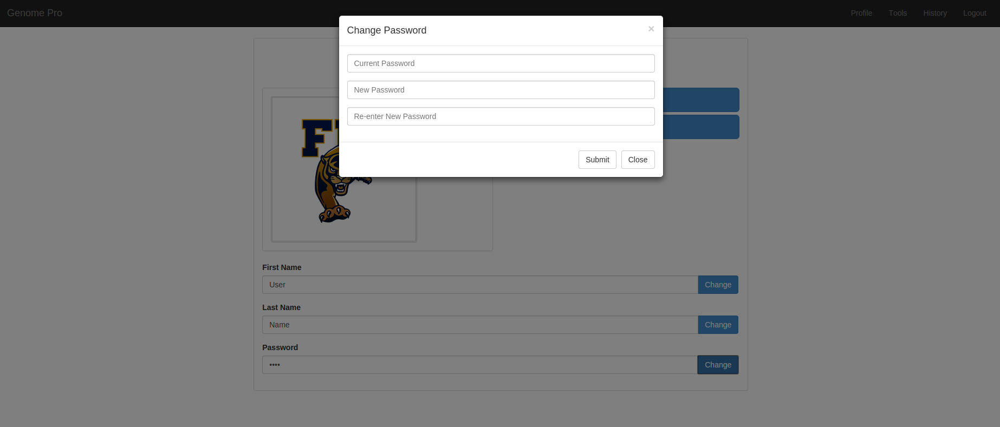 Genome Pro
Profile
Tools
History
Logout
Change Password
×
Current Password
New Password
Re-enter New Password
Submit
Close
First Name
User
Change
Last Name
Name
Change
Password
••••
Change